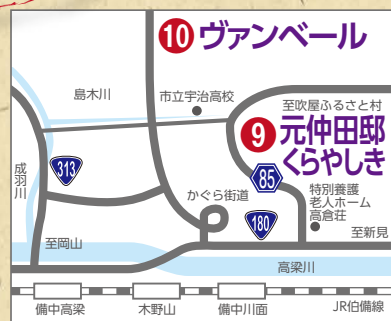 10 ヴァンベール
島木川
市立宇治高校
至吹屋ふるさと村
9 元仲田邸
くらやしき
成羽川
313
85
かぐら街道
特別養護
老人ホーム
高倉荘
180
至新見
至岡山
高梁川
備中高梁
木野山
備中川面
JR伯備線